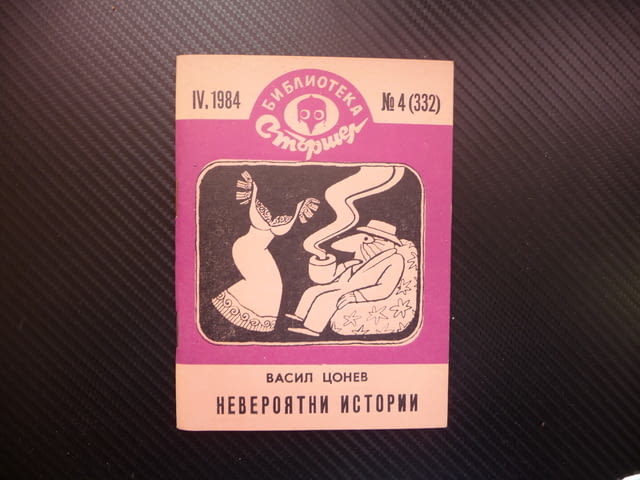 IV. 1984
БИБЛИОТЕКА
Стършел
№ 4 (332)
ВАСИЛ ЦОНЕВ
НЕВЕРОЯТНИ ИСТОРИИ